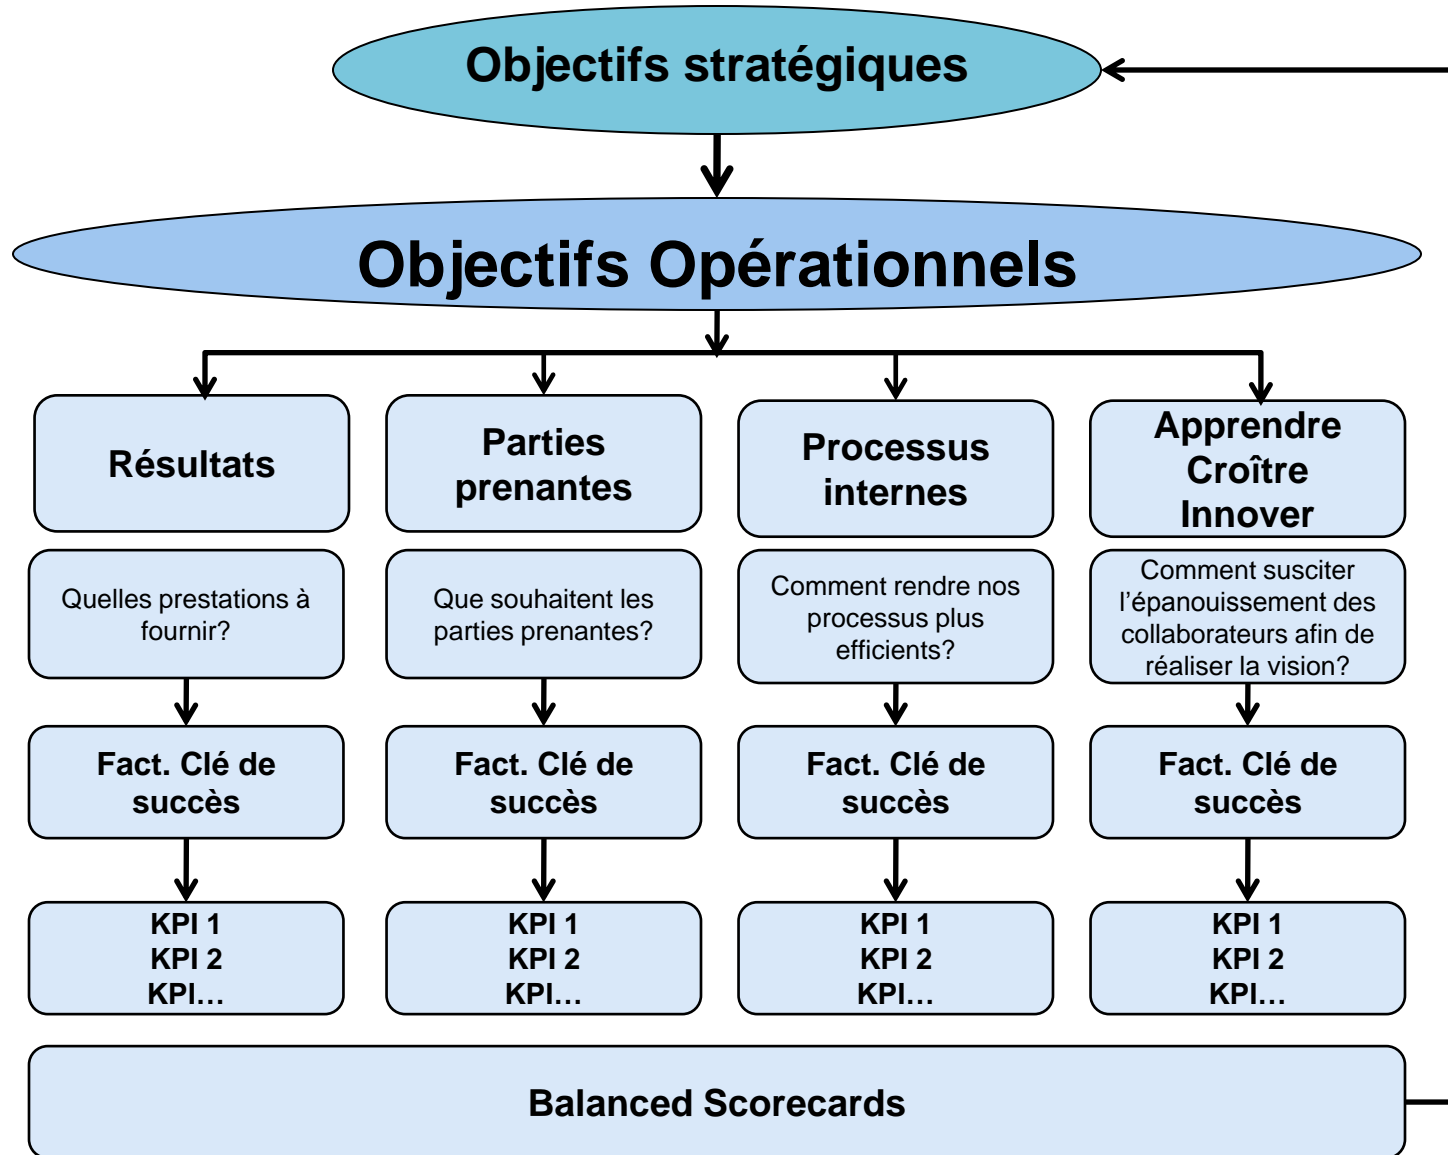 Objectifs stratégiques
Objectifs Opérationnels
Résultats
Parties
prenantes
Processus
internes
Apprendre
Croître
Innover
Quelles prestations à
fournir?
Que souhaitent les
parties prenantes?
Comment rendre nos
processus plus
efficients?
Comment susciter
l’épanouissement des
collaborateurs afin de
réaliser la vision?
Fact. Clé de
succès
Fact. Clé de
succès
Fact. Clé de
succès
Fact. Clé de
succès
KPI 1
KPI 2
KPI…
KPI 1
KPI 2
KPI…
KPI 1
KPI 2
KPI…
KPI 1
KPI 2
KPI…
Balanced Scorecards